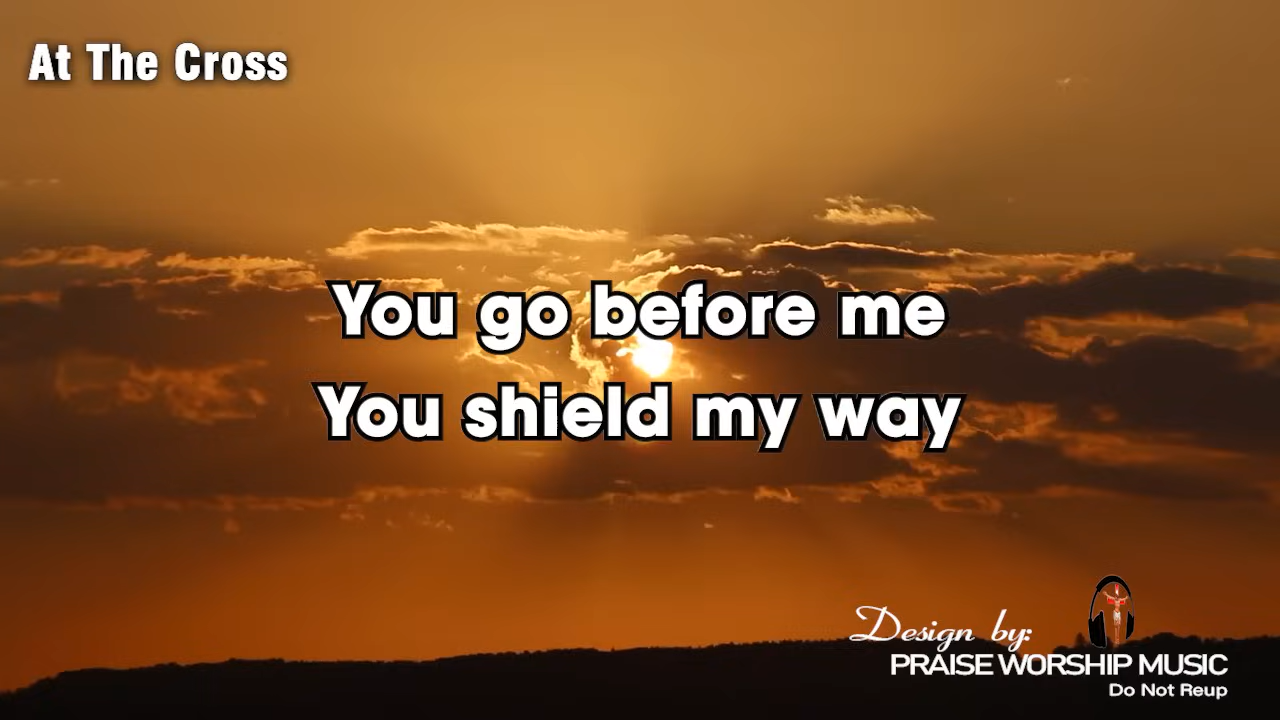 At The Cross
You go before me
You shield my way
Design by:
PRAISE WORSHIP MUSIC
Do Not Reup